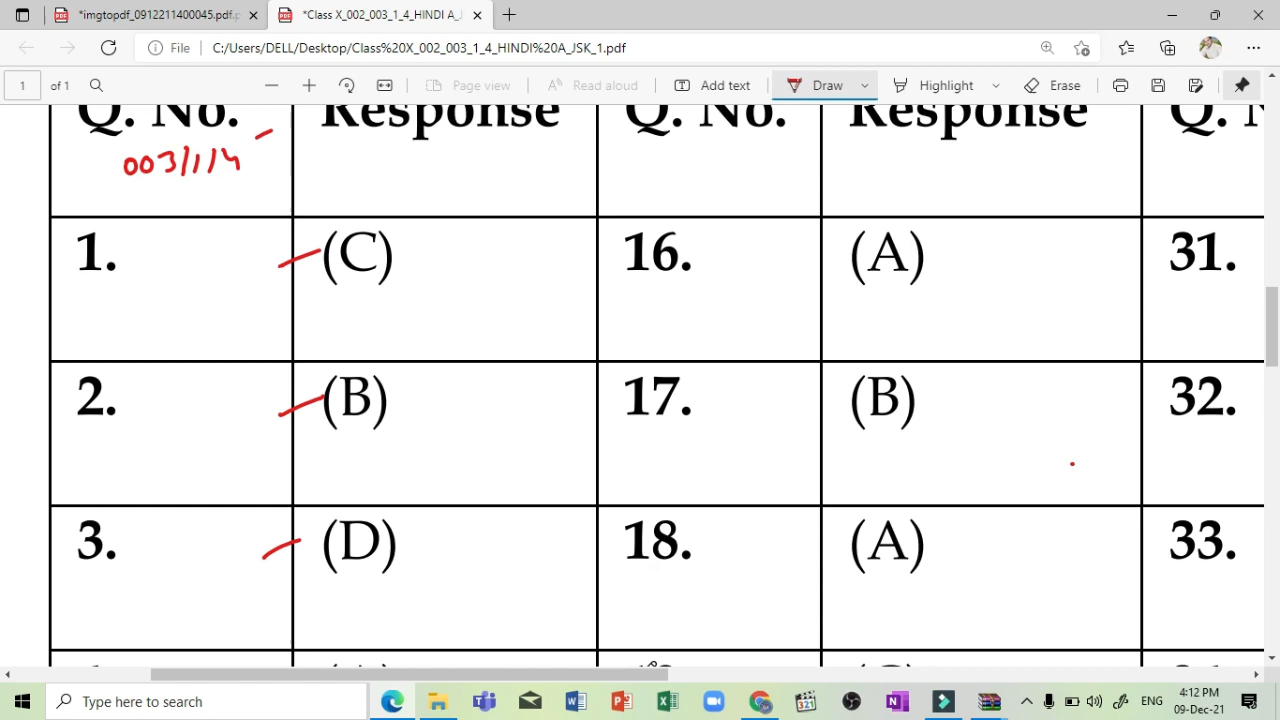 *imgtopdf_0912211400045.pdf.p
*Class X_002_003_1_4_HINDI A_J
File C:/Users/DELL/Desktop/Class%20X_002_003_1_4_HINDI%20A_JSK_1.pdf
1 of 1 Page view Read aloud Add text Draw Highlight Erase
Q. No. Response Q. No. Response Q. N
003/1/4
1. (C) 16. (A) 31.
2. (B) 17. (B) 32.
3. (D) 18. (A) 33.
Type here to search
ENG
4:12 PM
09-Dec-21